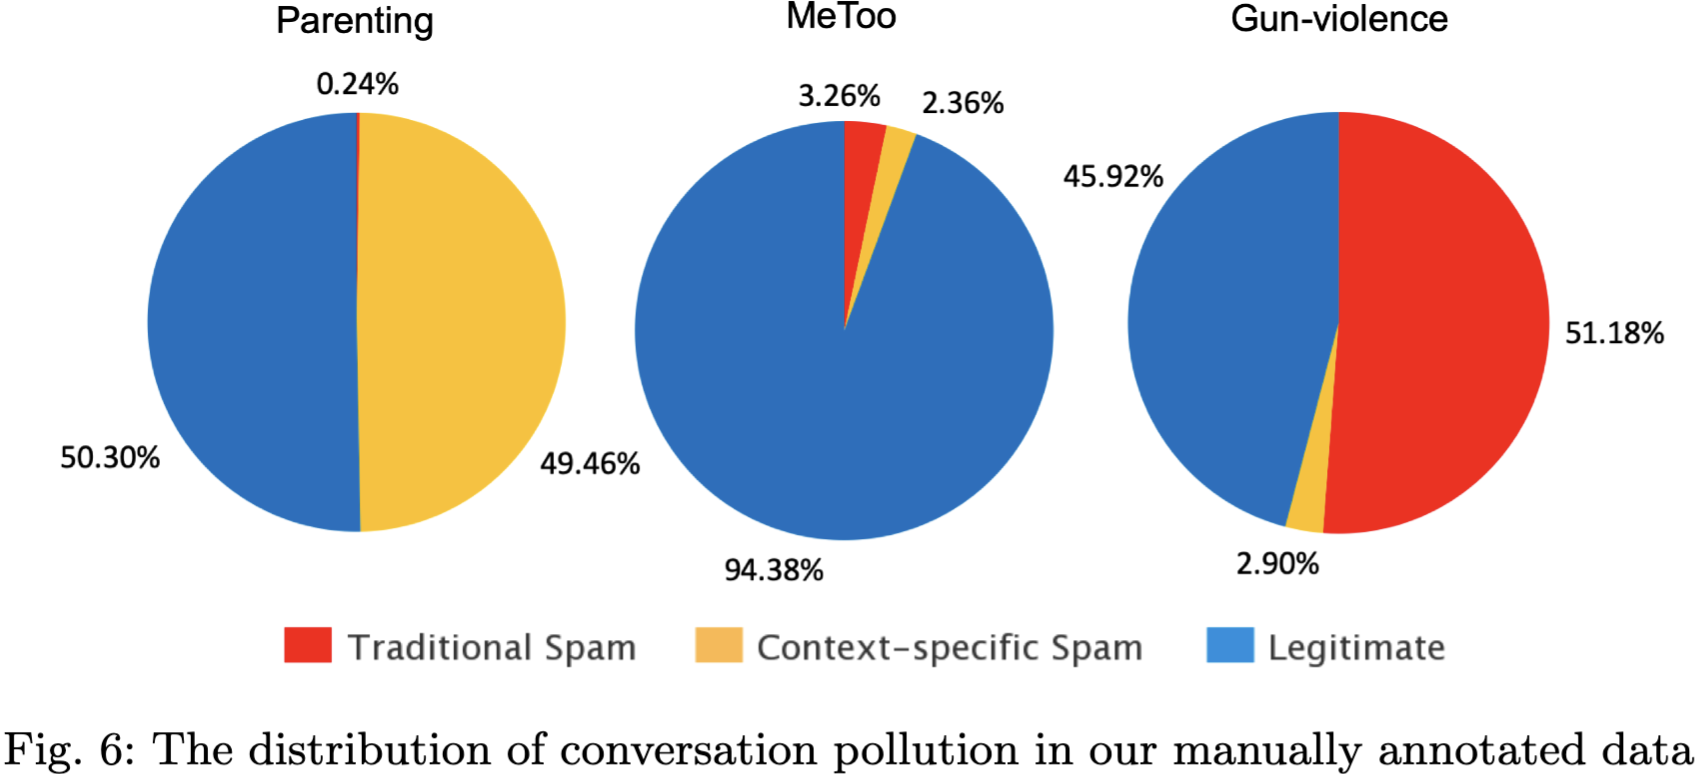 Parenting
MeToo
Gun-violence
0.24%
3.26%
2.36%
45.92%
51.18%
50.30%
49.46%
94.38%
2.90%
Traditional Spam
Context-specific Spam
Legitimate
Fig. 6: The distribution of conversation pollution in our manually annotated data